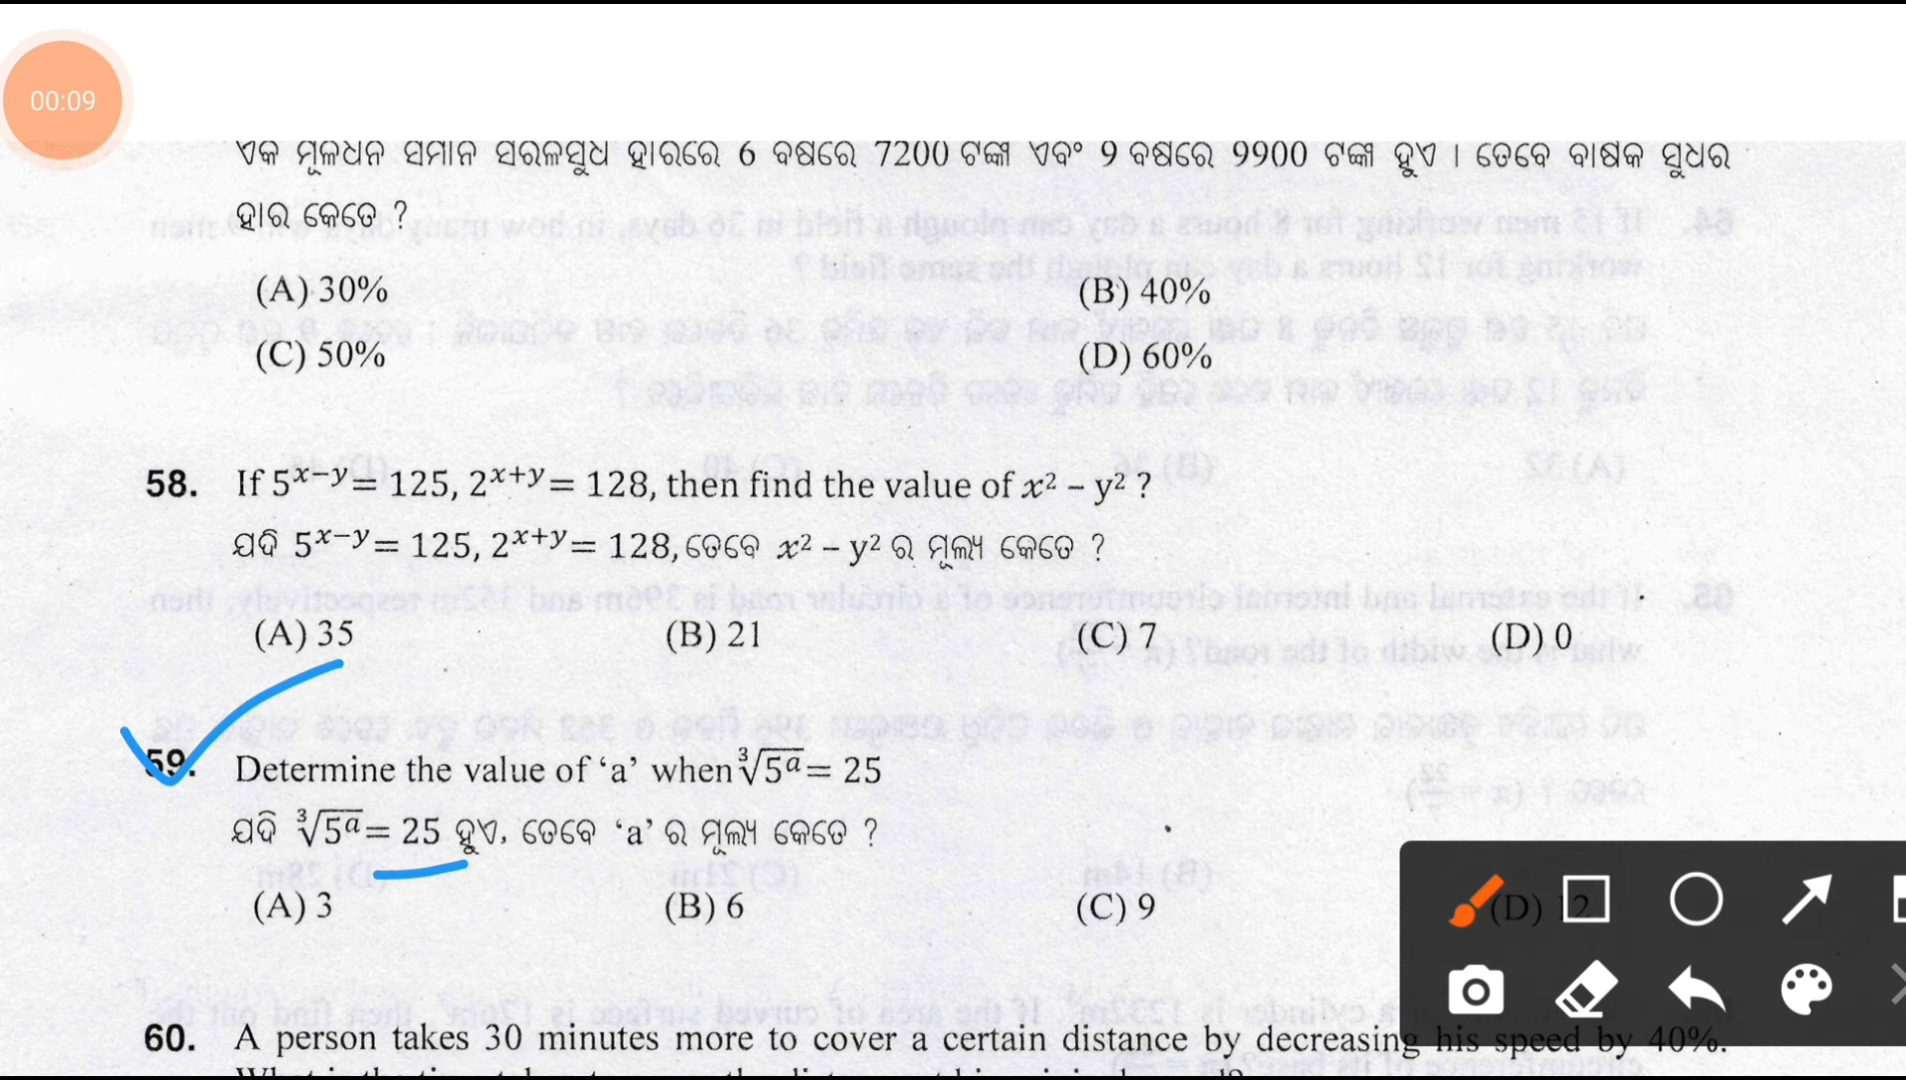 00:09
ଏକ ମୂଳଧନ ସମାନ ସରଳସୁଧ ହାରରେ 6 ବର୍ଷରେ 7200 ଟଙ୍କା ଏବଂ 9 ବର୍ଷରେ 9900 ଟଙ୍କା ହୁଏ । ତେବେ ବାର୍ଷିକ ସୁଧର
ହାର କେତେ ?
(A) 30% (B) 40%
(C) 50% (D) 60%
58. If 5^{x−y} = 125, 2^{x+y} = 128, then find the value of x² – y² ?
ଯଦି 5^{x−y} = 125, 2^{x+y} = 128, ତେବେ x² – y² ର ମୂଲ୍ୟ କେତେ ?
(A) 35 (B) 21 (C) 7 (D) 0
59. Determine the value of ‘a’ when ∛5^a = 25
ଯଦି ∛5^a = 25 ହୁଏ, ତେବେ ‘a’ ର ମୂଲ୍ୟ କେତେ ?
(A) 3 (B) 6 (C) 9 (D) 12
60. A person takes 30 minutes more to cover a certain distance by decreasing his speed by 40%.